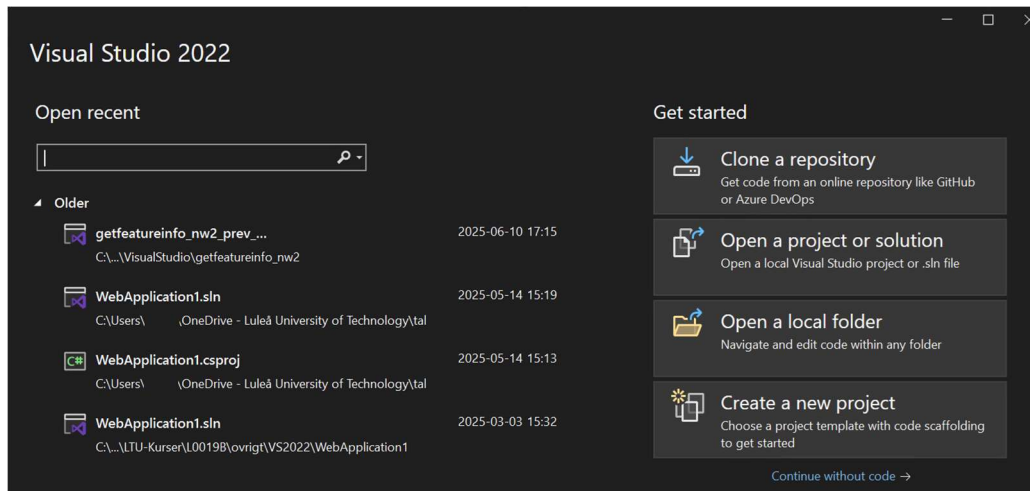 Visual Studio 2022
Open recent
Older
getfeatureinfo_nw2_prev_...
2025-06-10 17:15
C:\...\VisualStudio\getfeatureinfo_nw2
WebApplication1.sln
2025-05-14 15:19
C:\Users\ \OneDrive - Luleå University of Technology\tal
C# WebApplication1.csproj
2025-05-14 15:13
C:\Users\ \OneDrive - Luleå University of Technology\tal
WebApplication1.sln
2025-03-03 15:32
C:\...\LTU-Kurser\L0019B\ovrigt\VS2022\WebApplication1
Get started
Clone a repository
Get code from an online repository like GitHub
or Azure DevOps
Open a project or solution
Open a local Visual Studio project or .sln file
Open a local folder
Navigate and edit code within any folder
Create a new project
Choose a project template with code scaffolding
to get started
Continue without code →